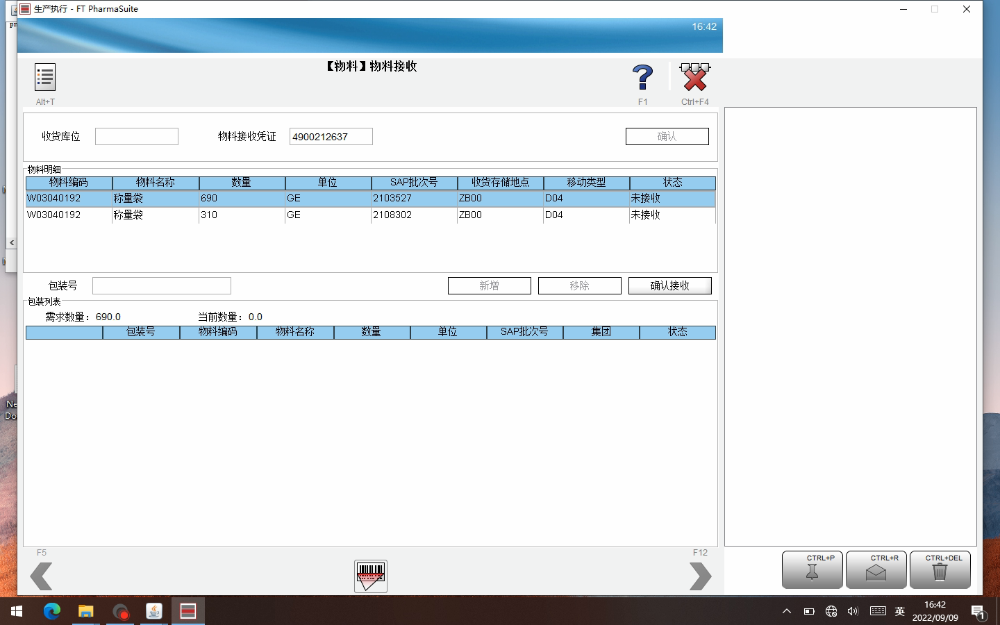 生产执行 - FT PharmaSuite
16:42
【物料】物料接收
Alt+T
F1
Ctrl+F4
收货库位
物料接收凭证 4900212637
确认
物料明细
物料编码 物料名称 数量 单位 SAP批次号 收货存储地点 移动类型 状态
W03040192 称量袋 690 GE 2103527 ZB00 D04 未接收
W03040192 称量袋 310 GE 2108302 ZB00 D04 未接收
包装号
新增 移除 确认接收
包装列表
需求数量：690.0 当前数量：0.0
包装号 物料编码 物料名称 数量 单位 SAP批次号 集团 状态
F5
F12
CTRL+P CTRL+R CTRL+DEL
Ne
Do
英
16:42
2022/09/09
1